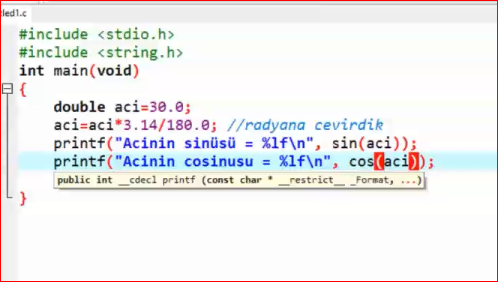 led1.c
#include <stdio.h>
#include <string.h>
int main(void)
{
double aci=30.0;
aci=aci*3.14/180.0; //radyana cevirdik
printf("Acinin sinüsü = %lf\n", sin(aci));
printf("Acinin cosinusu = %lf\n", cos(aci));
public int __cdecl printf (const char * __restrict__ _Format, ...)
}